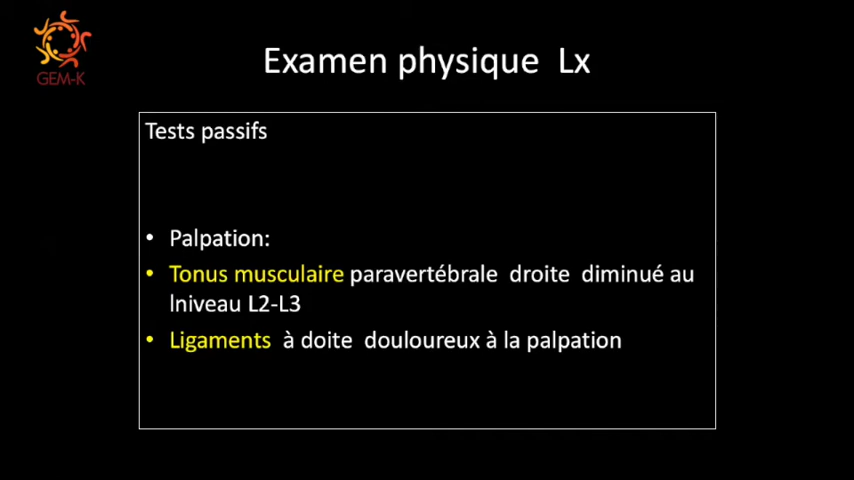 GEM-K
Examen physique Lx
Tests passifs
• Palpation:
• Tonus musculaire paravertébrale droite diminué au
lniveau L2-L3
• Ligaments à doite douloureux à la palpation